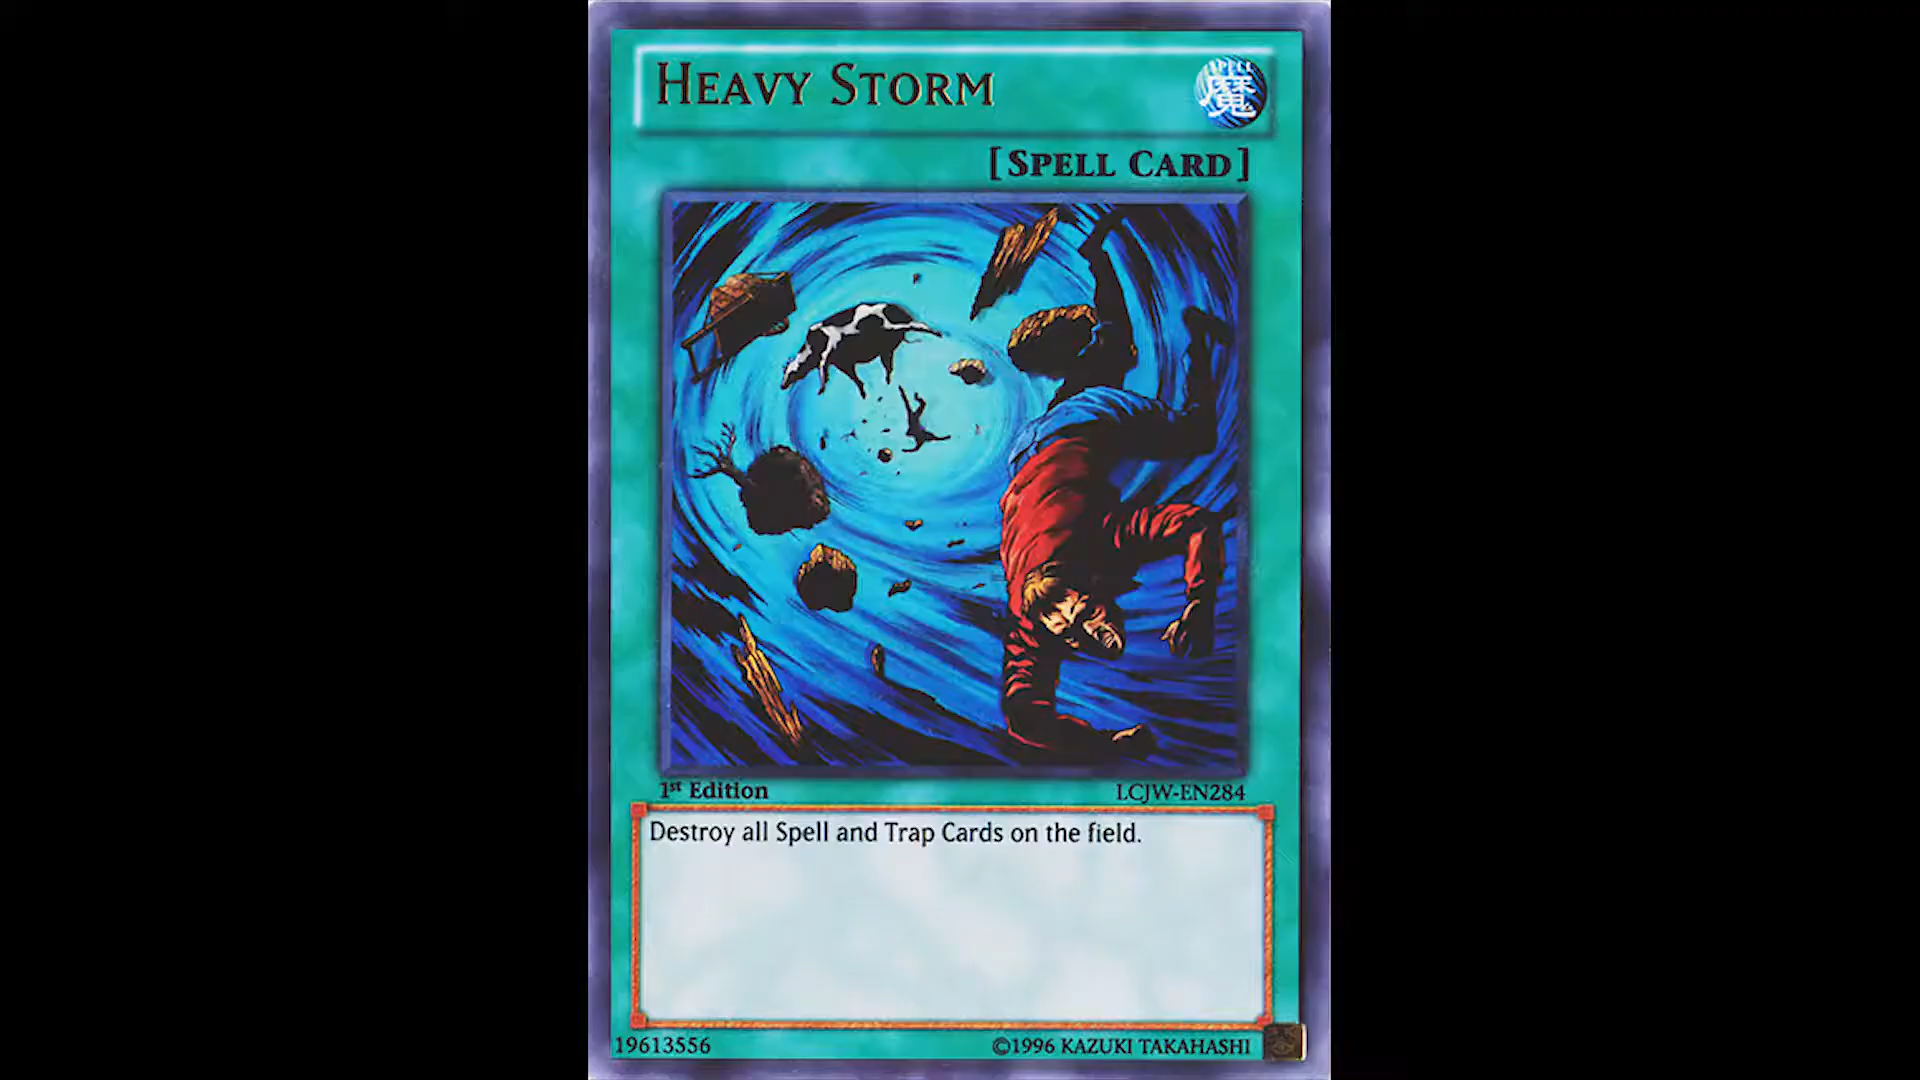 HEAVY STORM
SPELL
魔
[SPELL CARD]
1st Edition
LCJW-EN284
Destroy all Spell and Trap Cards on the field.
19613556
©1996 KAZUKI TAKAHASHI